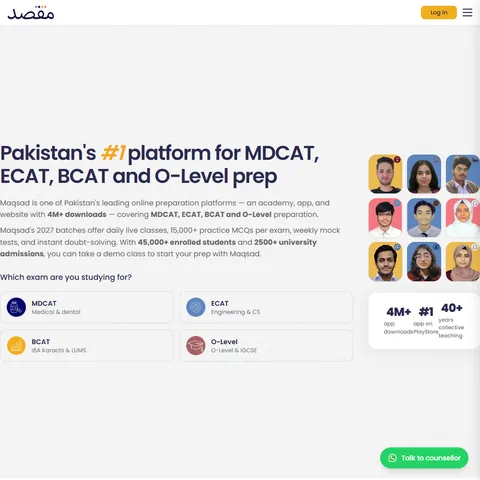 مقصد
Log in
Pakistan's #1 platform for MDCAT,
ECAT, BCAT and O-Level prep
Maqsad is one of Pakistan's leading online preparation platforms — an academy, app, and
website with 4M+ downloads — covering MDCAT, ECAT, BCAT and O-Level preparation.
Maqsad's 2027 batches offer daily live classes, 15,000+ practice MCQs per exam, weekly mock
tests, and instant doubt-solving. With 45,000+ enrolled students and 2500+ university
admissions, you can take a demo class to start your prep with Maqsad.
Which exam are you studying for?
MDCAT
Medical & dental
ECAT
Engineering & CS
BCAT
IBA Karachi & LUMS
O-Level
O-Level & IGCSE
4M+
app
downloads
#1
app on
PlayStore
40+
years
collective
teaching
Talk to counsellor